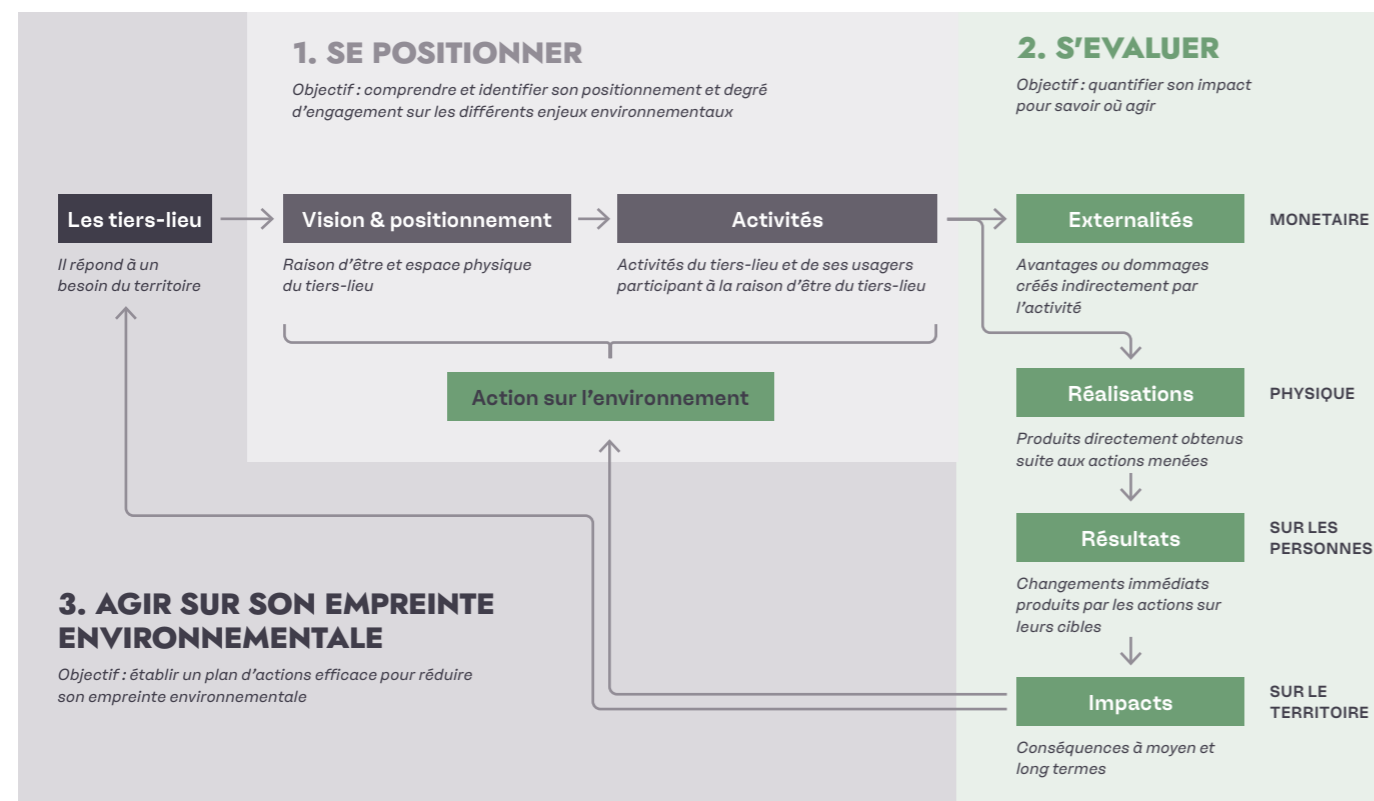 1. SE POSITIONNER
Objectif : comprendre et identifier son positionnement et degré
d'engagement sur les différents enjeux environnementaux
2. S'EVALUER
Objectif : quantifier son impact
pour savoir où agir
Les tiers-lieu
Il répond à un
besoin du territoire
Vision & positionnement
Raison d'être et espace physique
du tiers-lieu
Activités
Activités du tiers-lieu et de ses usagers
participant à la raison d'être du tiers-lieu
Action sur l'environnement
Externalités
MONETAIRE
Avantages ou dommages
créés indirectement par
l'activité
Réalisations
PHYSIQUE
Produits directement obtenus
suite aux actions menées
Résultats
SUR LES
PERSONNES
Changements immédiats
produits par les actions sur
leurs cibles
Impacts
SUR LE
TERRITOIRE
Conséquences à moyen et
long termes
3. AGIR SUR SON EMPREINTE
ENVIRONNEMENTALE
Objectif : établir un plan d'actions efficace pour réduire
son empreinte environnementale